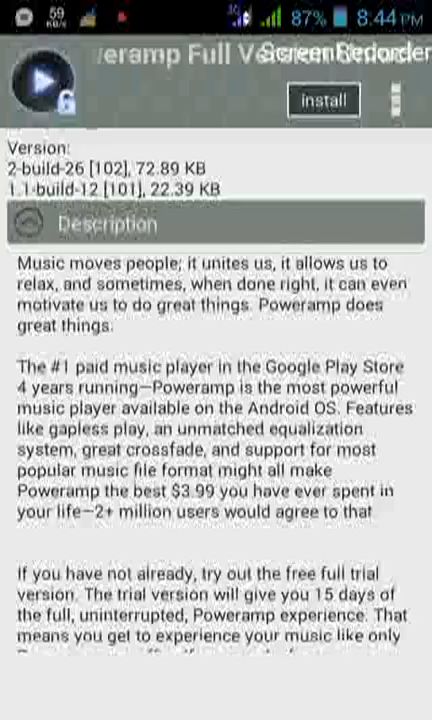 59
KB/s
3G
87%
8:44 PM
eramp Full Ve
ScreenRecorder
install
Version:
2-build-26 [102], 72.89 KB
1.1-build-12 [101], 22.39 KB
Description
Music moves people; it unites us, it allows us to
relax, and sometimes, when done right, it can even
motivate us to do great things. Poweramp does
great things.
The #1 paid music player in the Google Play Store
4 years running—Poweramp is the most powerful
music player available on the Android OS. Features
like gapless play, an unmatched equalization
system, great crossfade, and support for most
popular music file format might all make
Poweramp the best $3.99 you have ever spent in
your life—2+ million users would agree to that
If you have not already, try out the free full trial
version. The trial version will give you 15 days of
the full, uninterrupted, Poweramp experience. That
means you get to experience your music like only